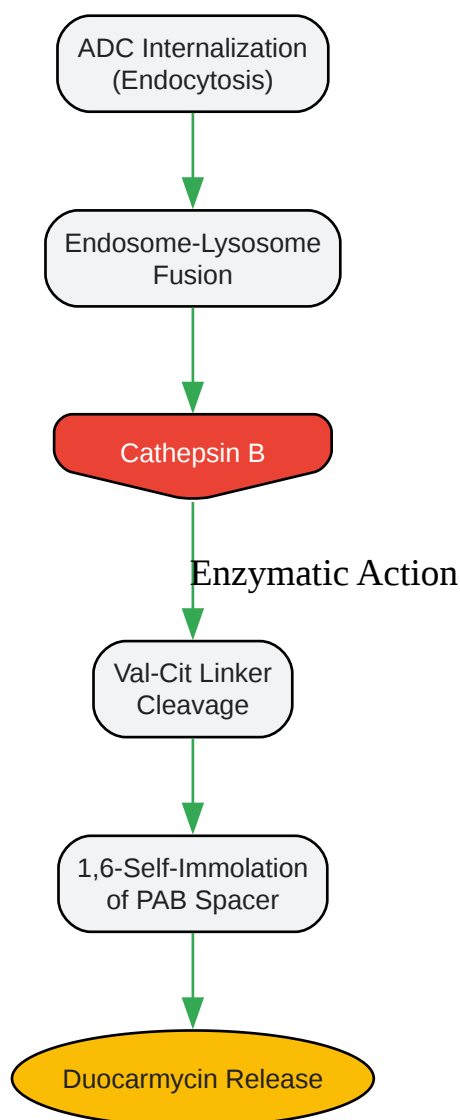 ADC Internalization
(Endocytosis)
Endosome-Lysosome
Fusion
Cathepsin B
Enzymatic Action
Val-Cit Linker
Cleavage
1,6-Self-Immolation
of PAB Spacer
Duocarmycin Release